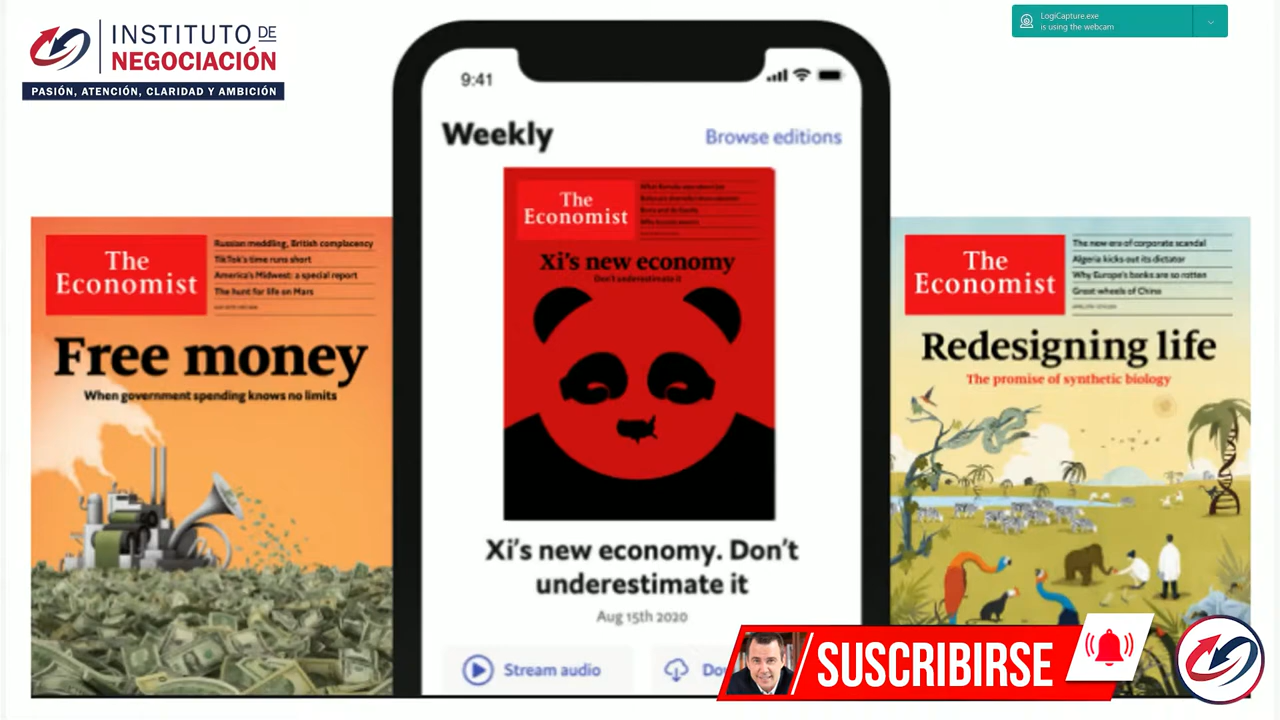 INSTITUTO DE
NEGOCIACIÓN
PASIÓN, ATENCIÓN, CLARIDAD Y AMBICIÓN
LogiCapture.exe
is using the webcam
9:41
Weekly
Browse editions
The
Economist
Xi's new economy
Don't underestimate it
The
Economist
Russian meddling, British complacency
TikTok's time runs short
America's Midwest: a special report
The hunt for life on Mars
Free money
When government spending knows no limits
The
Economist
The new era of corporate scandal
Algeria kicks out its dictator
Why Europe's banks are so rotten
Great wheels of China
Redesigning life
The promise of synthetic biology
Xi's new economy. Don't
underestimate it
Aug 15th 2020
Stream audio
SUSCRIBIRSE